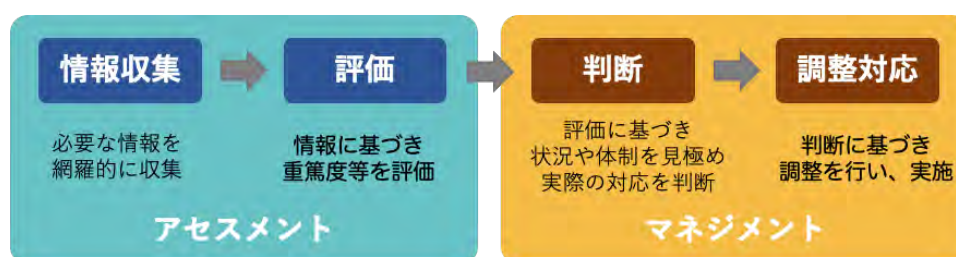 情報収集
評価
判断
調整対応
必要な情報を
網羅的に収集
情報に基づき
重篤度等を評価
評価に基づき
状況や体制を見極め
実際の対応を判断
判断に基づき
調整を行い、実施
アセスメント
マネジメント